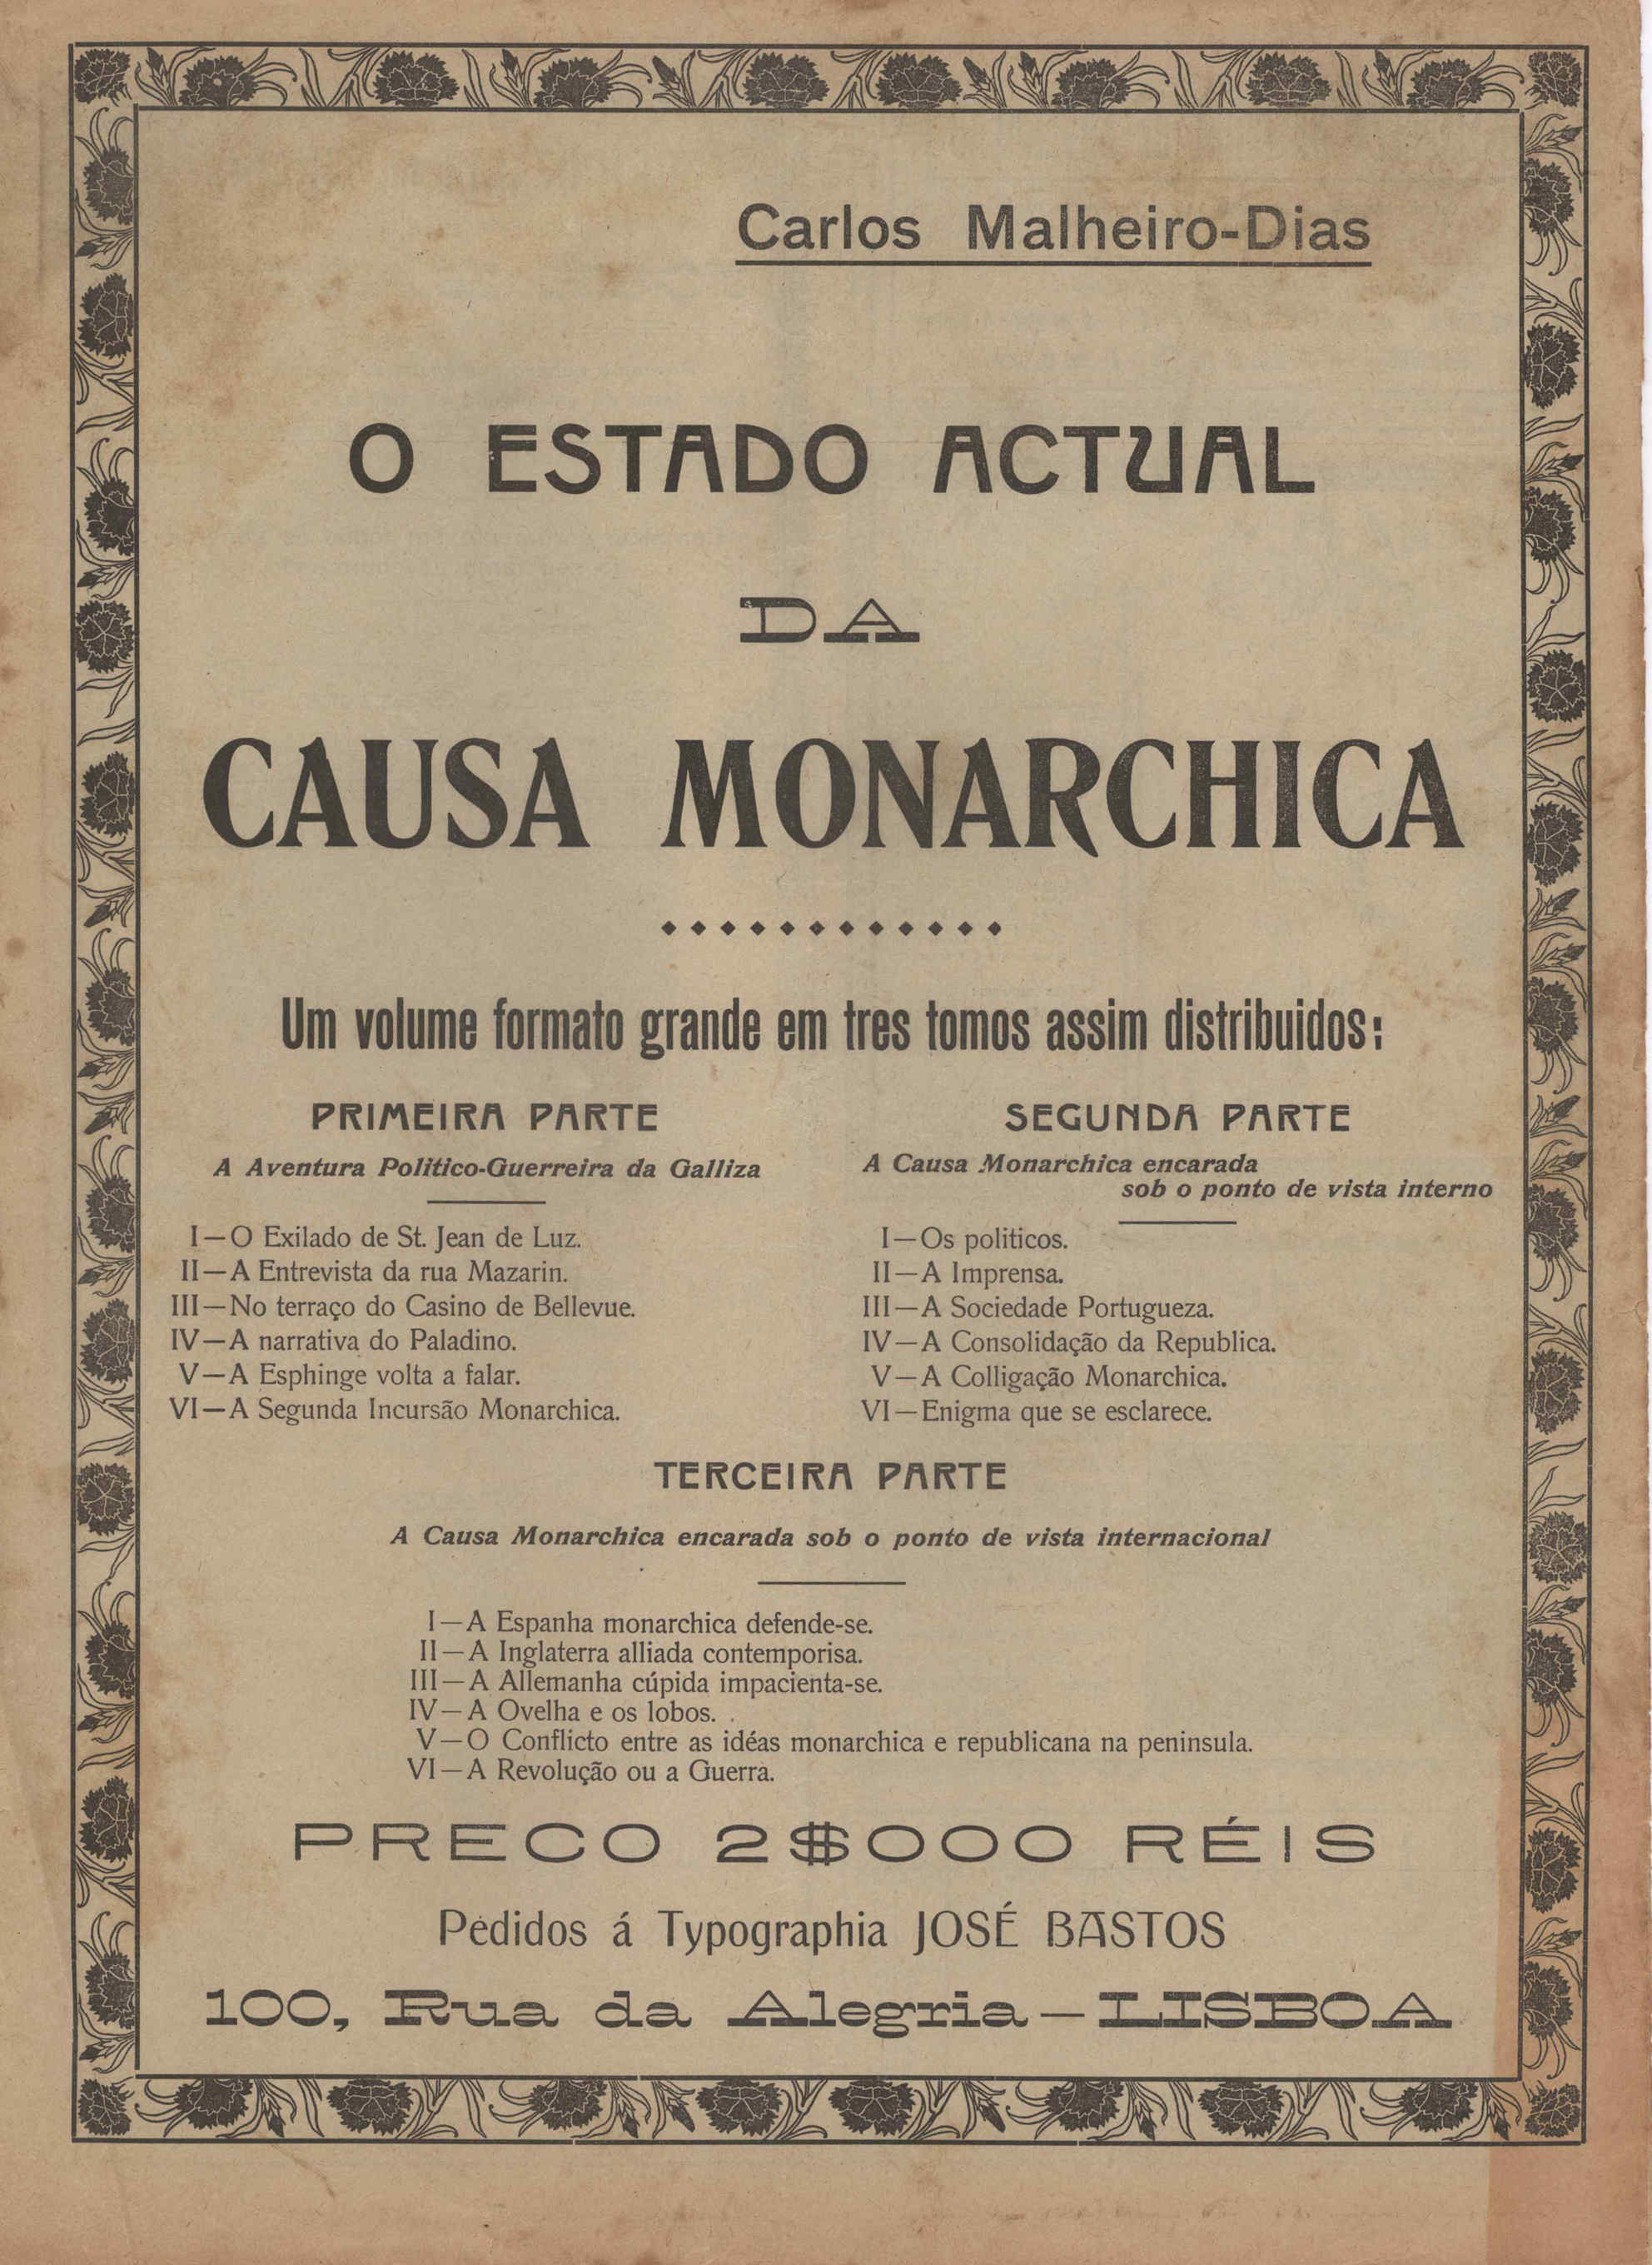 Carlos Malheiro-Dias
O ESTADO ACTUAL
DA
CAUSA MONARCHICA
Um volume formato grande em tres tomos assim distribuidos:
PRIMEIRA PARTE
A Aventura Politico-Guerreira da Galliza
I—O Exilado de St. Jean de Luz.
II—A Entrevista da rua Mazarin.
III—No terraço do Casino de Bellevue.
IV—A narrativa do Paladino.
V—A Esphinge volta a falar.
VI—A Segunda Incursão Monarchica.
SEGUNDA PARTE
A Causa Monarchica encarada
sob o ponto de vista interno
I—Os politicos.
II—A Imprensa.
III—A Sociedade Portugueza.
IV—A Consolidação da Republica.
V—A Colligação Monarchica.
VI—Enigma que se esclarece.
TERCEIRA PARTE
A Causa Monarchica encarada sob o ponto de vista internacional
I—A Espanha monarchica defende-se.
II—A Inglaterra alliada contemporisa.
III—A Allemanha cúpida impacienta-se.
IV—A Ovelha e os lobos.
V—O Conflicto entre as idéas monarchica e republicana na peninsula.
VI—A Revolução ou a Guerra.
PRECO 2$000 RÉIS
Pedidos á Typographia JOSÉ BASTOS
100, Rua da Alegria—LISBOA